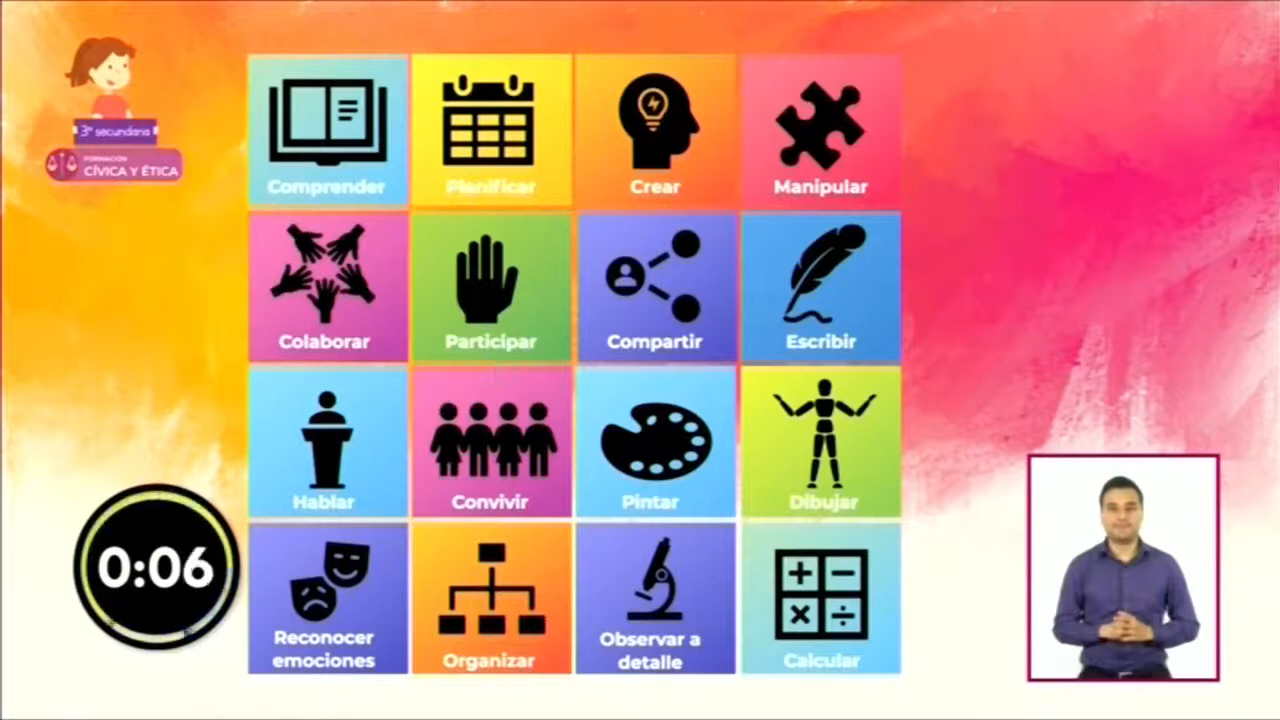 3º secundaria
FORMACIÓN
CÍVICA Y ÉTICA
Comprender
Planificar
Crear
Manipular
Colaborar
Participar
Compartir
Escribir
Hablar
Convivir
Pintar
Dibujar
Reconocer
emociones
Organizar
Observar a
detalle
Calcular
0:06